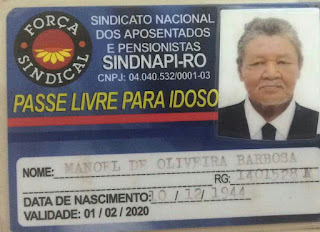 FORÇA
SINDICAL
SINDICATO NACIONAL
DOS APOSENTADOS
E PENSIONISTAS
SINDNAPI-RO
CNPJ: 04.040.532/0001-03
PASSE LIVRE PARA IDOSO
NOME: MANOEL DE OLIVEIRA BARBOSA
RG: 1401528 A
DATA DE NASCIMENTO: 10 / 12 / 1944
VALIDADE: 01 / 02 / 2020